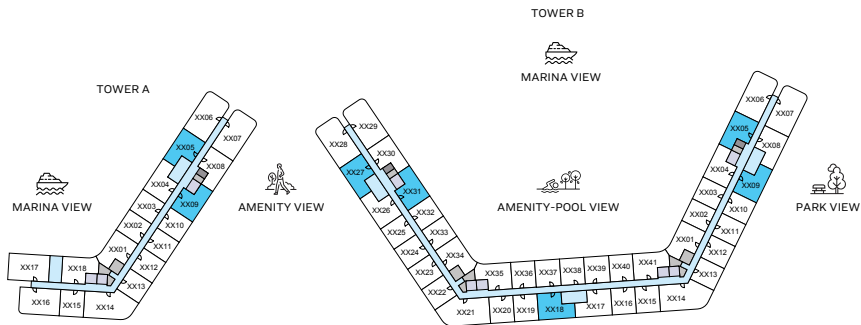 TOWER B
MARINA VIEW
TOWER A
MARINA VIEW
AMENITY VIEW
AMENITY-POOL VIEW
PARK VIEW
XX06
XX07
XX05
XX08
XX04
XX09
XX03
XX10
XX02
XX11
XX01
XX12
XX13
XX17
XX18
XX16
XX15
XX14
XX29
XX28
XX30
XX27
XX31
XX26
XX32
XX25
XX33
XX24
XX34
XX23
XX22
XX21
XX35
XX36
XX37
XX38
XX39
XX40
XX41
XX20
XX19
XX18
XX17
XX16
XX15
XX14
XX06
XX07
XX05
XX08
XX04
XX09
XX03
XX10
XX02
XX11
XX01
XX12
XX13